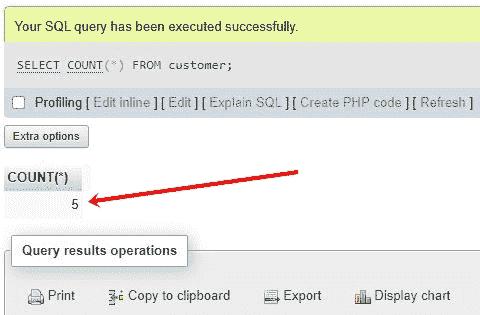 Your SQL query has been executed successfully.
SELECT COUNT(*) FROM customer;
Profiling [ Edit inline ] [ Edit ] [ Explain SQL ] [ Create PHP code ] [ Refresh ]
Extra options
COUNT(*)
5
Query results operations
Print Copy to clipboard Export Display chart